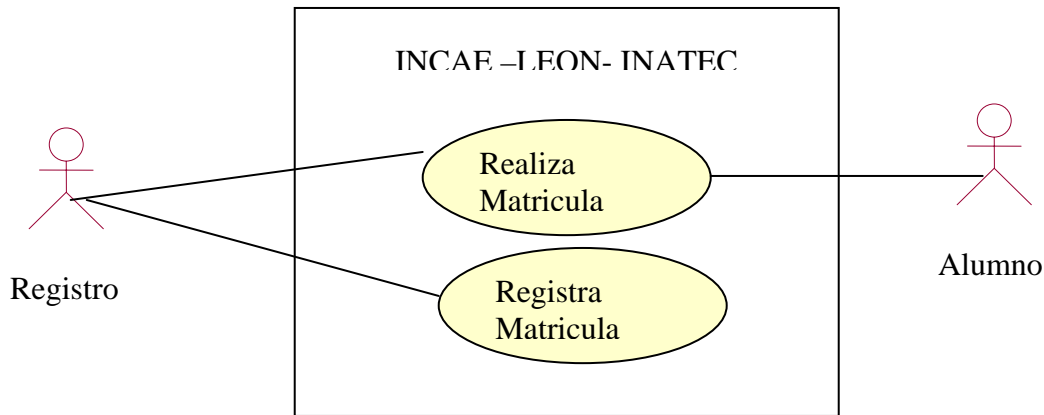 INCAE –LEON- INATEC
Realiza
Matricula
Registra
Matricula
Registro
Alumno